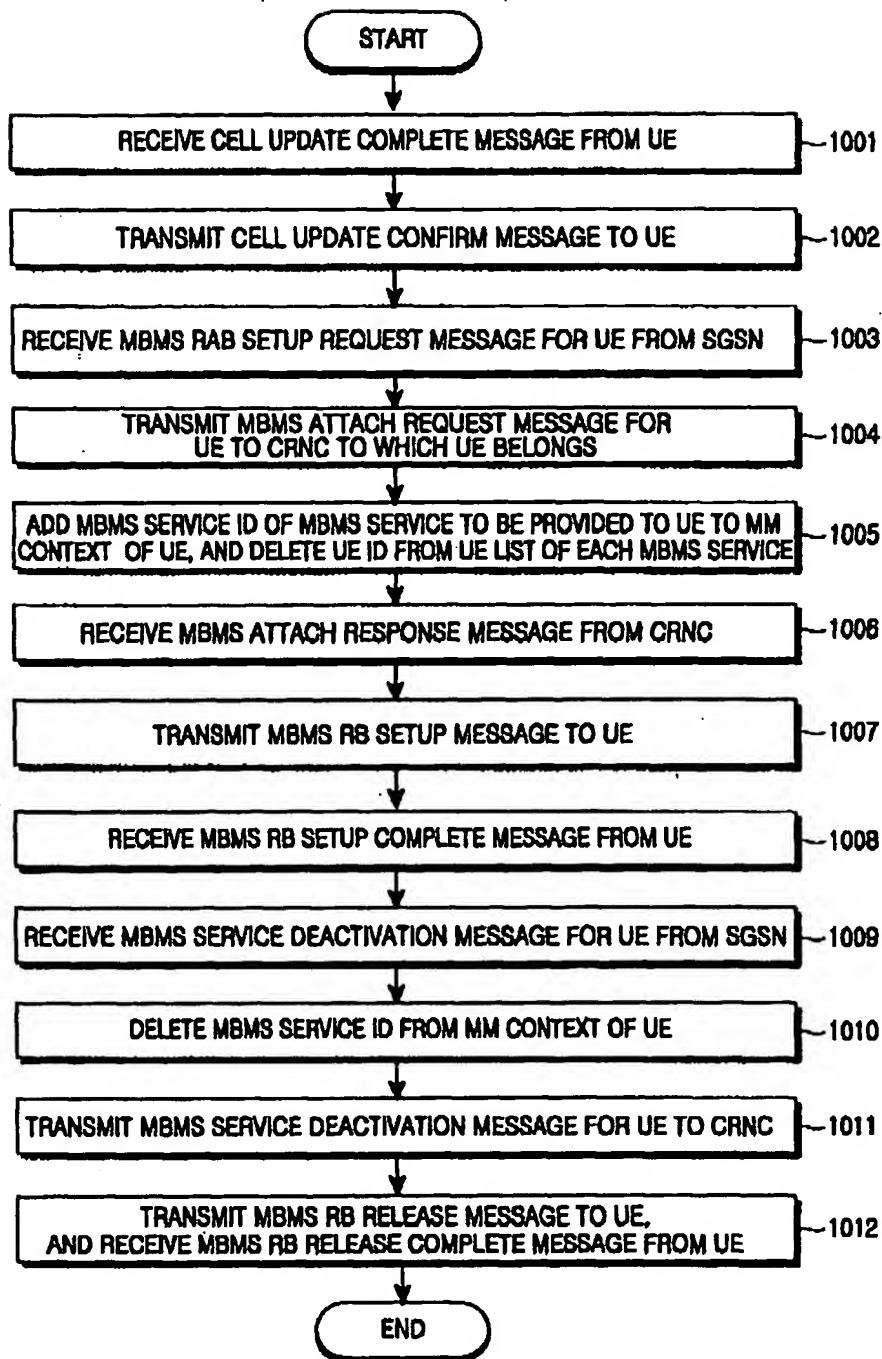 START
RECEIVE CELL UPDATE COMPLETE MESSAGE FROM UE
1001
TRANSMIT CELL UPDATE CONFIRM MESSAGE TO UE
1002
RECEIVE MBMS RAB SETUP REQUEST MESSAGE FOR UE FROM SGSN
1003
TRANSMIT MBMS ATTACH REQUEST MESSAGE FOR
UE TO CRNC TO WHICH UE BELONGS
1004
ADD MBMS SERVICE ID OF MBMS SERVICE TO BE PROVIDED TO UE TO MM
CONTEXT OF UE, AND DELETE UE ID FROM UE LIST OF EACH MBMS SERVICE
1005
RECEIVE MBMS ATTACH RESPONSE MESSAGE FROM CRNC
1006
TRANSMIT MBMS RB SETUP MESSAGE TO UE
1007
RECEIVE MBMS RB SETUP COMPLETE MESSAGE FROM UE
1008
RECEIVE MBMS SERVICE DEACTIVATION MESSAGE FOR UE FROM SGSN
1009
DELETE MBMS SERVICE ID FROM MM CONTEXT OF UE
1010
TRANSMIT MBMS SERVICE DEACTIVATION MESSAGE FOR UE TO CRNC
1011
TRANSMIT MBMS RB RELEASE MESSAGE TO UE,
AND RECEIVE MBMS RB RELEASE COMPLETE MESSAGE FROM UE
1012
END